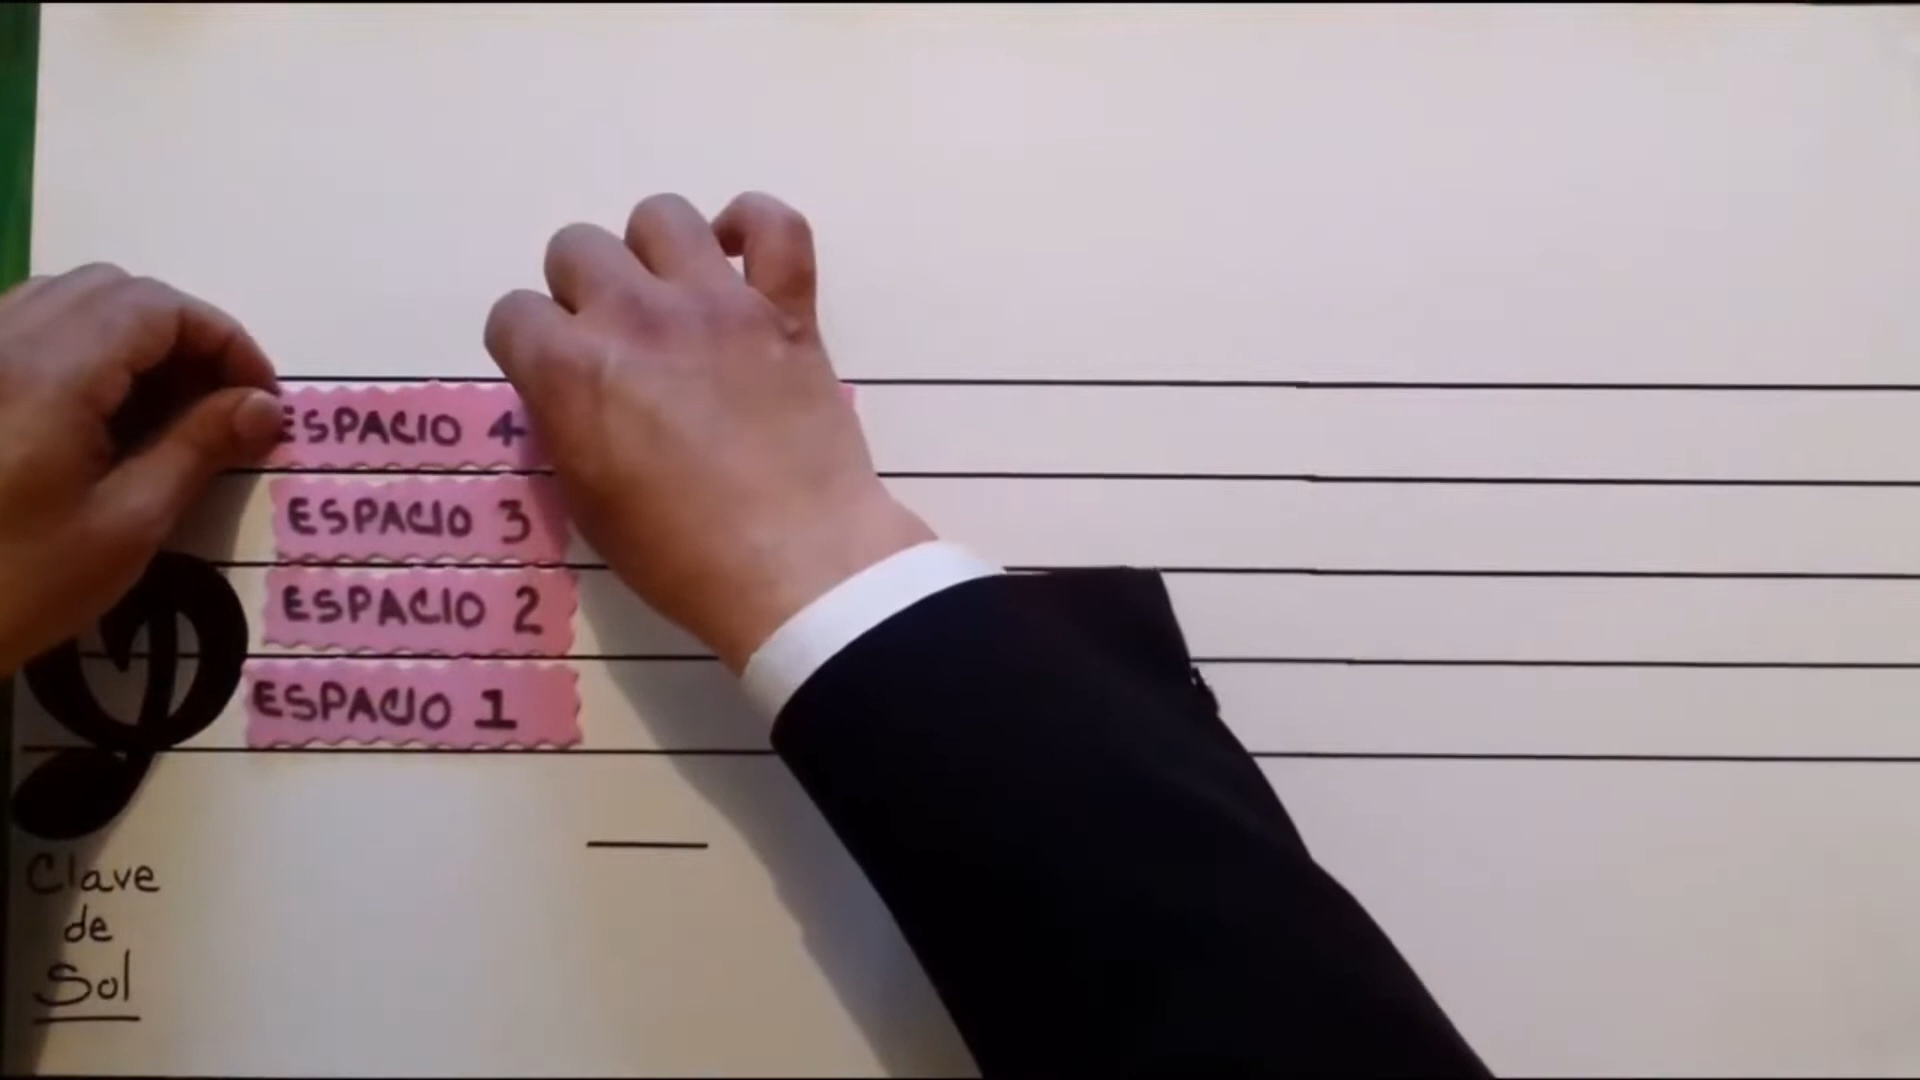 ESPACIO 4
ESPACIO 3
ESPACIO 2
ESPACIO 1
Clave
de
Sol